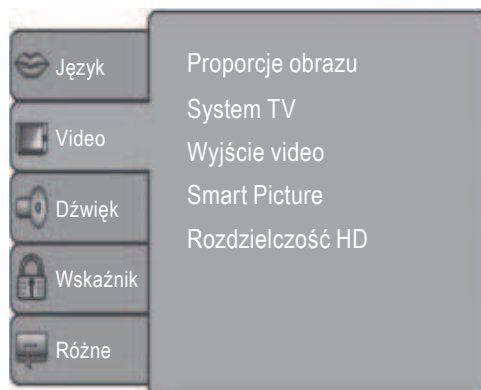 Język
Video
Dźwięk
Wskaźnik
Różne
Proporcje obrazu
System TV
Wyjście video
Smart Picture
Rozdzielczość HD